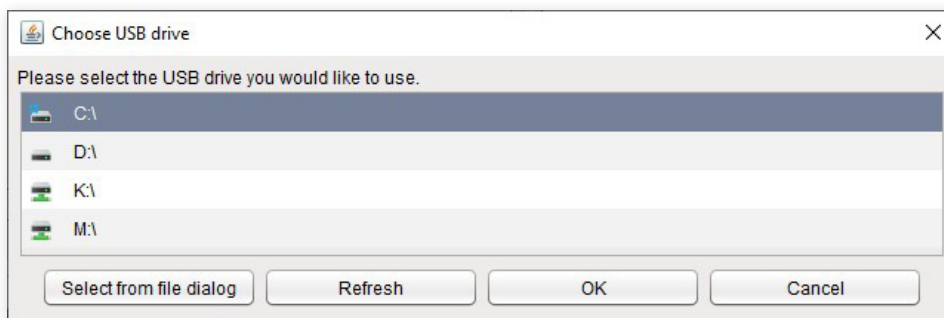 Choose USB drive
Please select the USB drive you would like to use.
C:\
D:\
K:\
M:\
Select from file dialog Refresh OK Cancel